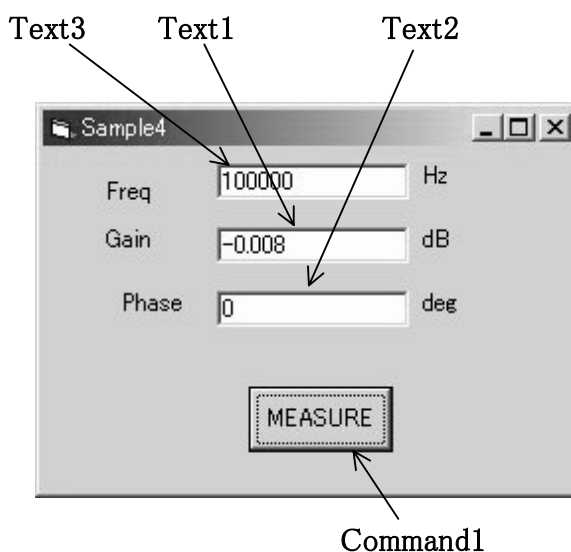 Text3 Text1 Text2
Sample4
Freq 100000 Hz
Gain -0.008 dB
Phase 0 deg
MEASURE
Command1